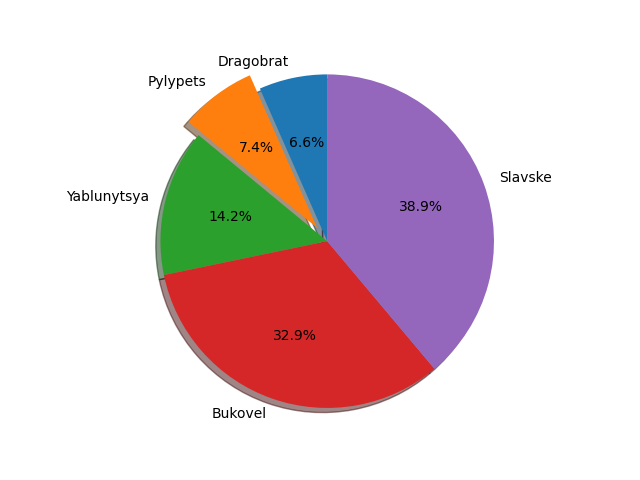 Dragobrat
Pylypets
6.6%
7.4%
Slavske
Yablunytsya
38.9%
14.2%
32.9%
Bukovel